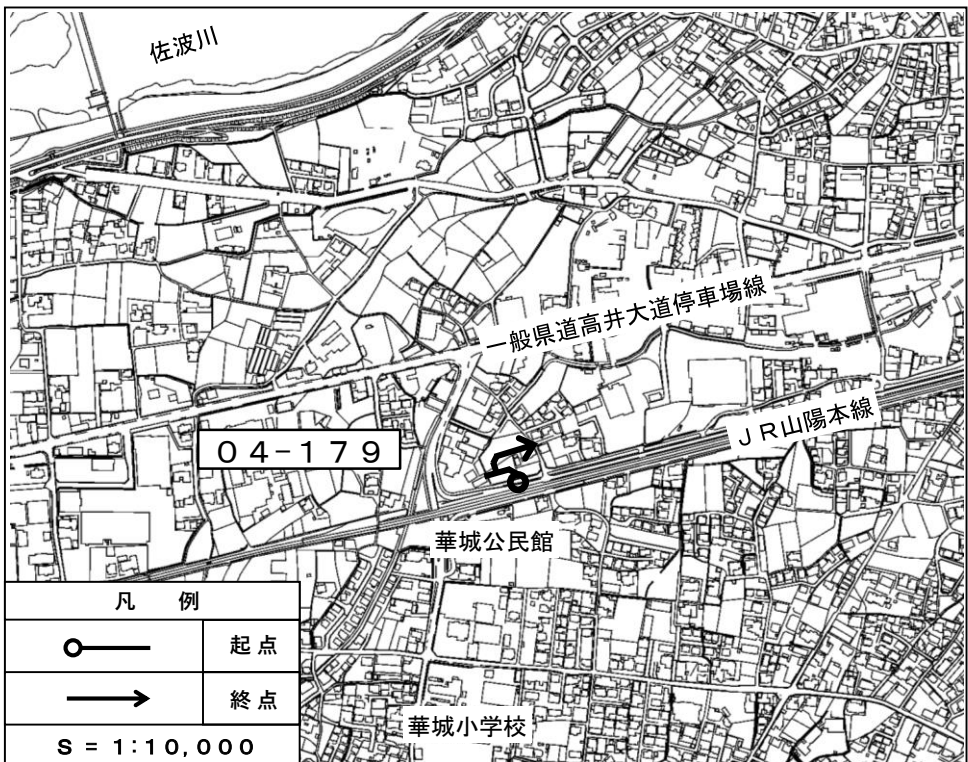 佐波川
一般県道高井大道停車場線
JR山陽本線
04-179
華城公民館
凡 例
起点
終点
華城小学校
S = 1:10,000